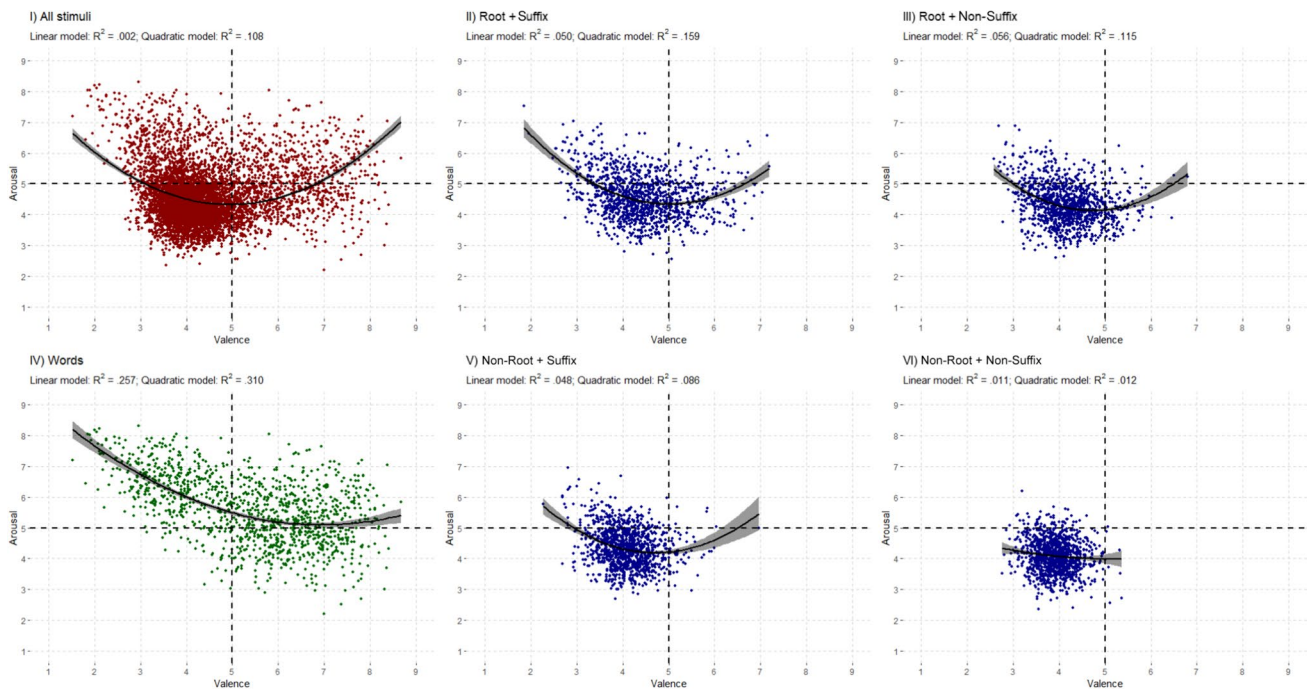 I) All stimuli
Linear model: R² = .002; Quadratic model: R² = .108
9
8
7
6
5
4
3
2
1
Arousal
1 2 3 4 5 6 7 8 9
Valence
II) Root + Suffix
Linear model: R² = .050; Quadratic model: R² = .159
9
8
7
6
5
4
3
2
1
Arousal
1 2 3 4 5 6 7 8 9
Valence
III) Root + Non-Suffix
Linear model: R² = .056; Quadratic model: R² = .115
9
8
7
6
5
4
3
2
1
Arousal
1 2 3 4 5 6 7 8 9
Valence
IV) Words
Linear model: R² = .257; Quadratic model: R² = .310
9
8
7
6
5
4
3
2
1
Arousal
1 2 3 4 5 6 7 8 9
Valence
V) Non-Root + Suffix
Linear model: R² = .048; Quadratic model: R² = .086
9
8
7
6
5
4
3
2
1
Arousal
1 2 3 4 5 6 7 8 9
Valence
VI) Non-Root + Non-Suffix
Linear model: R² = .011; Quadratic model: R² = .012
9
8
7
6
5
4
3
2
1
Arousal
1 2 3 4 5 6 7 8 9
Valence